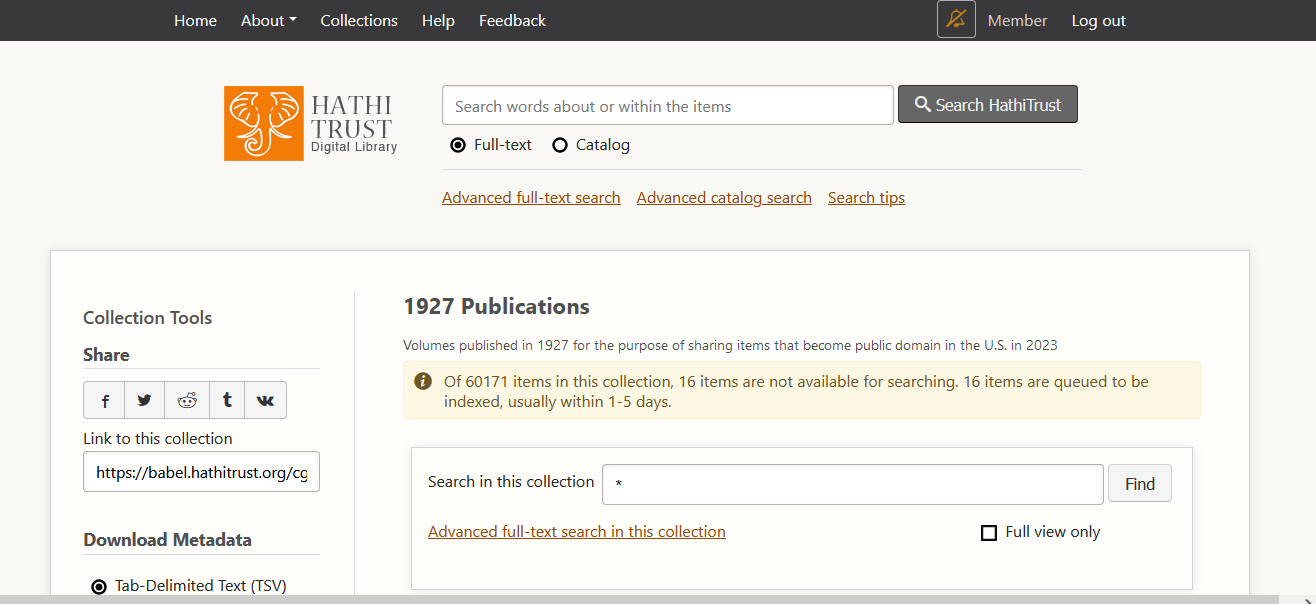 Home About Collections Help Feedback Member Log out
HATHI
TRUST
Digital Library
Search words about or within the items
Search HathiTrust
Full-text Catalog
Advanced full-text search Advanced catalog search Search tips
Collection Tools
Share
f t
Link to this collection
https://babel.hathitrust.org/cg
Download Metadata
Tab-Delimited Text (TSV)
1927 Publications
Volumes published in 1927 for the purpose of sharing items that become public domain in the U.S. in 2023
Of 60171 items in this collection, 16 items are not available for searching. 16 items are queued to be
indexed, usually within 1-5 days.
Search in this collection * Find
Advanced full-text search in this collection Full view only